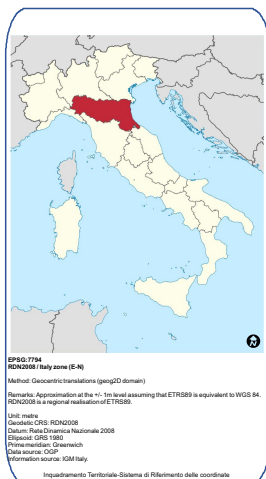 N
EPSG:7794
RDN2008 / Italy zone (E-N)
Method: Geocentric translations (geog2D domain)
Remarks: Approximation at the +/- 1m level assuming that ETRS89 is equivalent to WGS 84.
RDN2008 is a regional realisation of ETRS89.
Unit: metre
Geodetic CRS: RDN2008
Datum: Rete Dinamica Nazionale 2008
Ellipsoid: GRS 1980
Prime meridian: Greenwich
Data source: OGP
Information source: IGM Italy.
Inquadramento Territoriale-Sistema di Riferimento delle coordinate